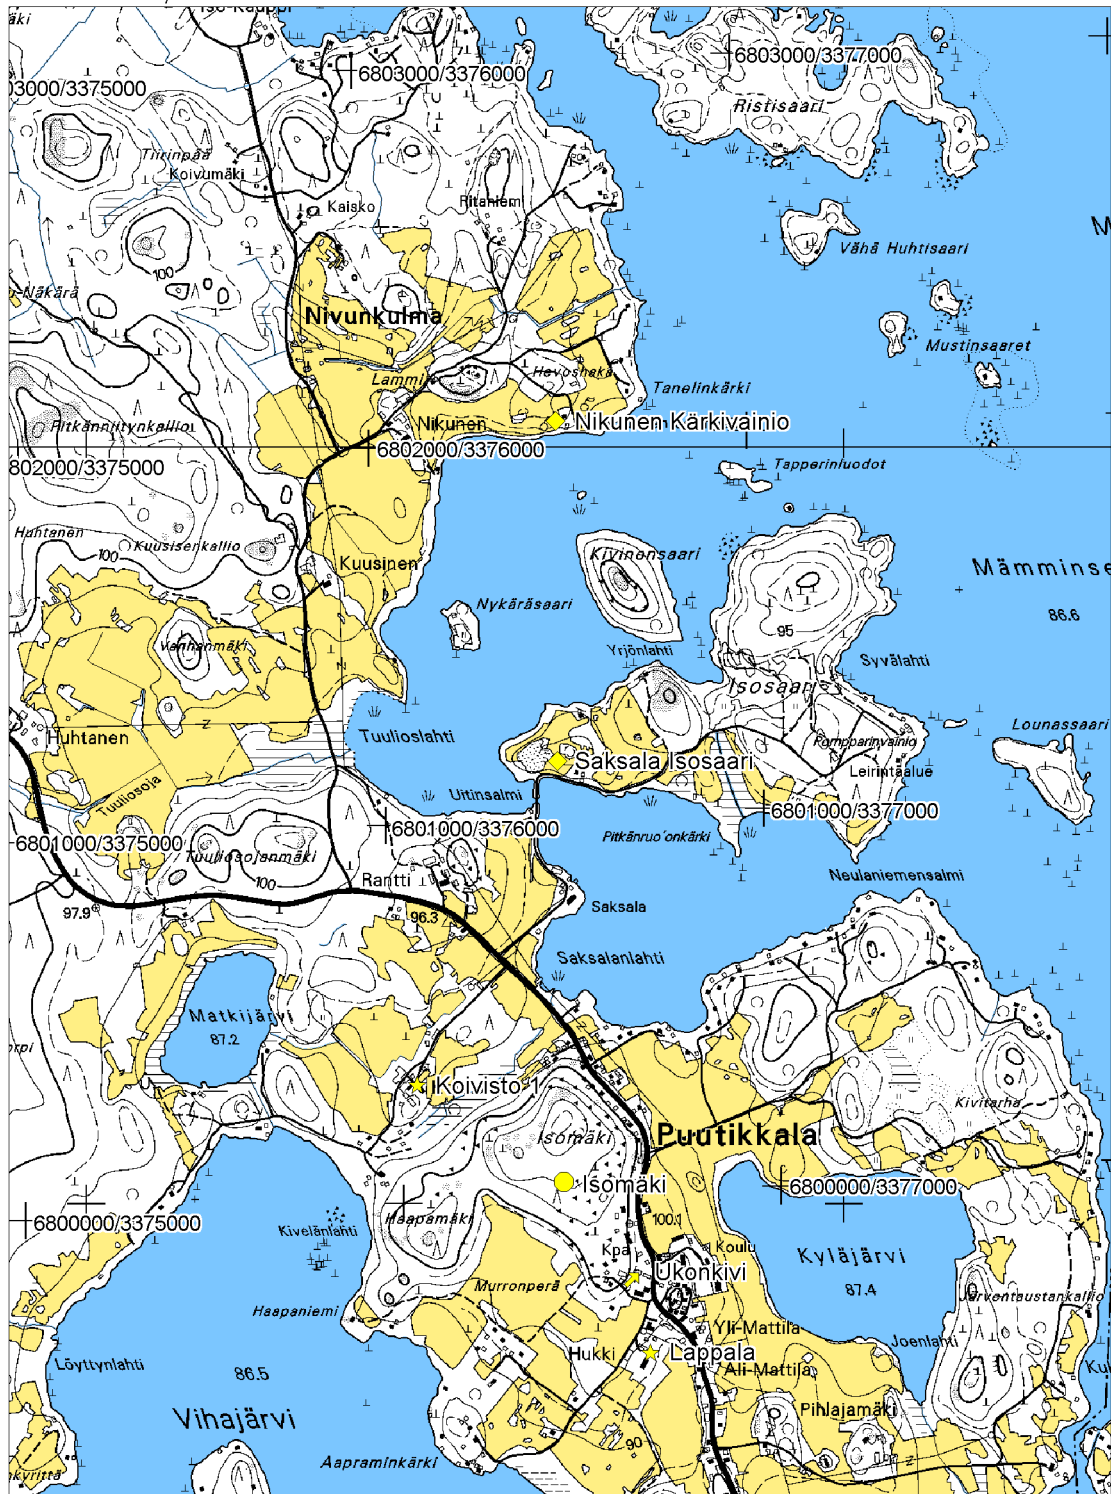 6803000/3376000
6803000/3377000
3000/3375000
Ristisaari
Tiirinpää
Koivumäki
Kaisko
Ritaniemi
Vähä Huhtisaari
100
Nivunkulma
Mustinsaaret
Lammi
Hevoshaka
Tanelinkärki
Pitkänniitynkallio
Nikunen
Nikunen Kärkivainio
6802000/3376000
6802000/3375000
Tapperinluodot
Huhtanen
100
Kuusisenkallio
Kuusinen
Kivinonsaari
Mämminse
Nykäräsaari
95
86.6
Vanhanmäki
Yrjönlahti
Syvälahti
Isosaari
Huhtanen
Tuulioslahti
Lounassaari
Pumpparinvainio
Saksala Isosaari
Leirintäalue
Tuuliosoja
Uitinsalmi
6801000/3377000
6801000/3376000
Pitkänruo'onkärki
6801000/3375000
Tuuliosojanmäki
Rantti
100
Neulaniemensalmi
97.9
96.3
Saksala
Saksalanlahti
Matkijärvi
87.2
Koivisto 1
Kivitarha
Isomäki
Puutikkala
Isomäki
6800000/3377000
6800000/3375000
Haapamäki
100.1
Kivelänlahti
Kpa
Koulu
Kyläjärvi
Ukonkivi
87.4
Murronperä
Järventaustankallio
Haapaniemi
Yli-Mattila
Joenlahti
Hukki
Lappala
Löyttynlahti
Ali-Mattila
86.5
Pihlajamäki
Vihajärvi
90
Aapraminkärki